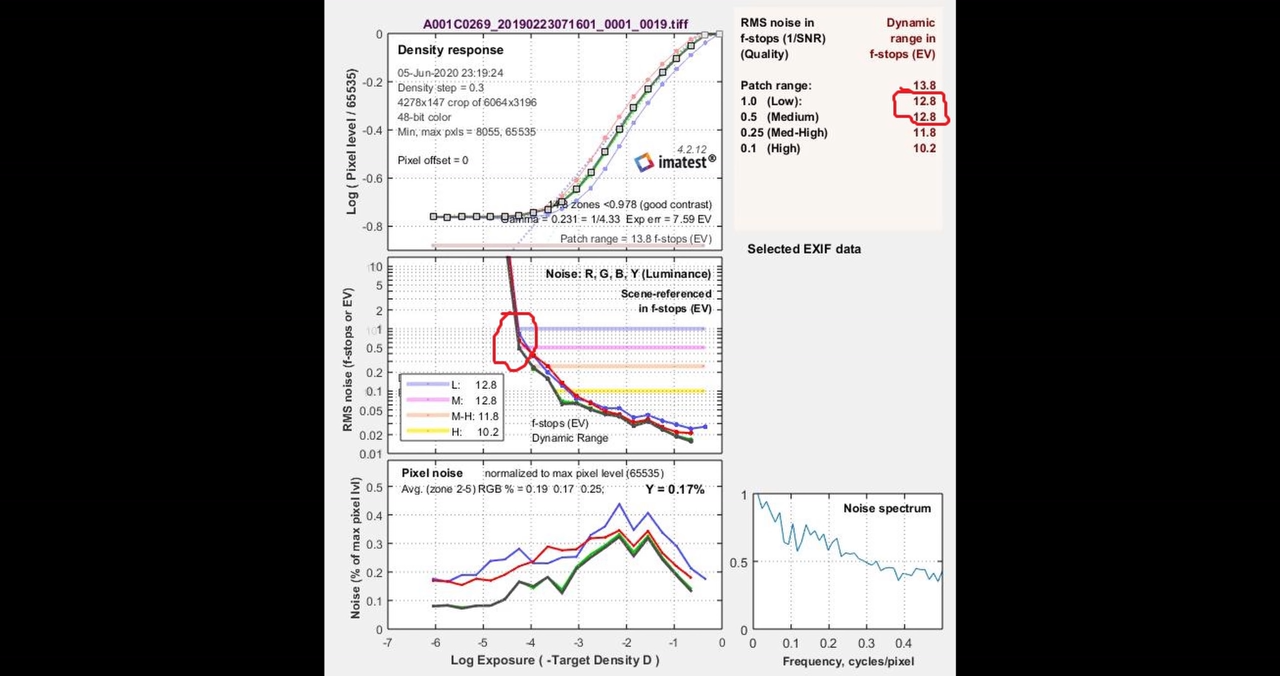 A001C0269_20190223071601_0001_0019.tiff
Density response
05-Jun-2020 23:19:24
Density step = 0.3
4278x147 crop of 6064x3196
48-bit color
Min, max pxls = 8055, 65535
Pixel offset = 0
4.2.12
imatest®
zones <0.978 (good contrast)
Gamma = 0.231 = 1/4.33 Exp err = 7.59 EV
Patch range = 13.8 f-stops (EV)
Log ( Pixel level / 65535)
0
-0.2
-0.4
-0.6
-0.8
RMS noise in
f-stops (1/SNR)
(Quality)
Dynamic
range in
f-stops (EV)
Patch range: 13.8
1.0 (Low): 12.8
0.5 (Medium) 12.8
0.25 (Med-High) 11.8
0.1 (High) 10.2
Selected EXIF data
Noise: R, G, B, Y (Luminance)
Scene-referenced
in f-stops (EV)
RMS noise (f-stops or EV)
10
5
2
1
0.5
0.2
0.1
0.05
0.02
0.01
L: 12.8
M: 12.8
M-H: 11.8
H: 10.2
f-stops (EV)
Dynamic Range
Pixel noise normalized to max pixel level (65535)
Avg. (zone 2-5) RGB % = 0.19 0.17 0.25;
Y = 0.17%
Noise (% of max pixel lvl)
0.5
0.4
0.3
0.2
0.1
0
-7 -6 -5 -4 -3 -2 -1 0
Log Exposure ( -Target Density D )
Noise spectrum
1
0.5
0
0 0.1 0.2 0.3 0.4
Frequency, cycles/pixel